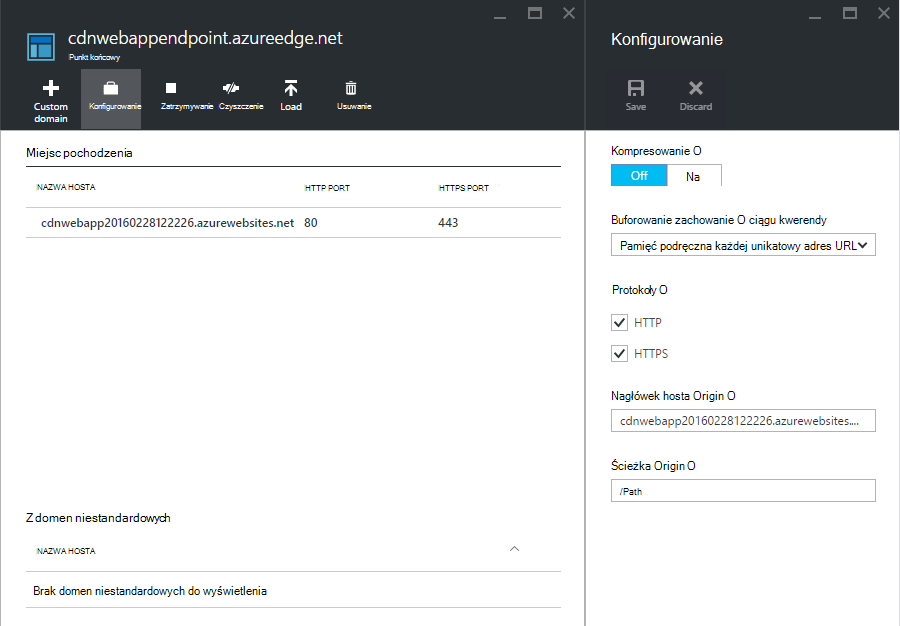 cdnwebappendpoint.azureedge.net
Punkt końcowy
Custom domain
Konfigurowanie
Zatrzymywanie
Czyszczenie
Load
Usuwanie
Miejsc pochodzenia
NAZWA HOSTA HTTP PORT HTTPS PORT
cdnwebapp20160228122226.azurewebsites.net 80 443
Z domen niestandardowych
NAZWA HOSTA
Brak domen niestandardowych do wyświetlenia
Konfigurowanie
Save Discard
Kompresowanie O
Off Na
Buforowanie zachowanie O ciągu kwerendy
Pamięć podręczna każdej unikatowy adres URL
Protokoły O
HTTP
HTTPS
Nagłówek hosta Origin O
cdnwebapp20160228122226.azurewebsites....
Ścieżka Origin O
/Path